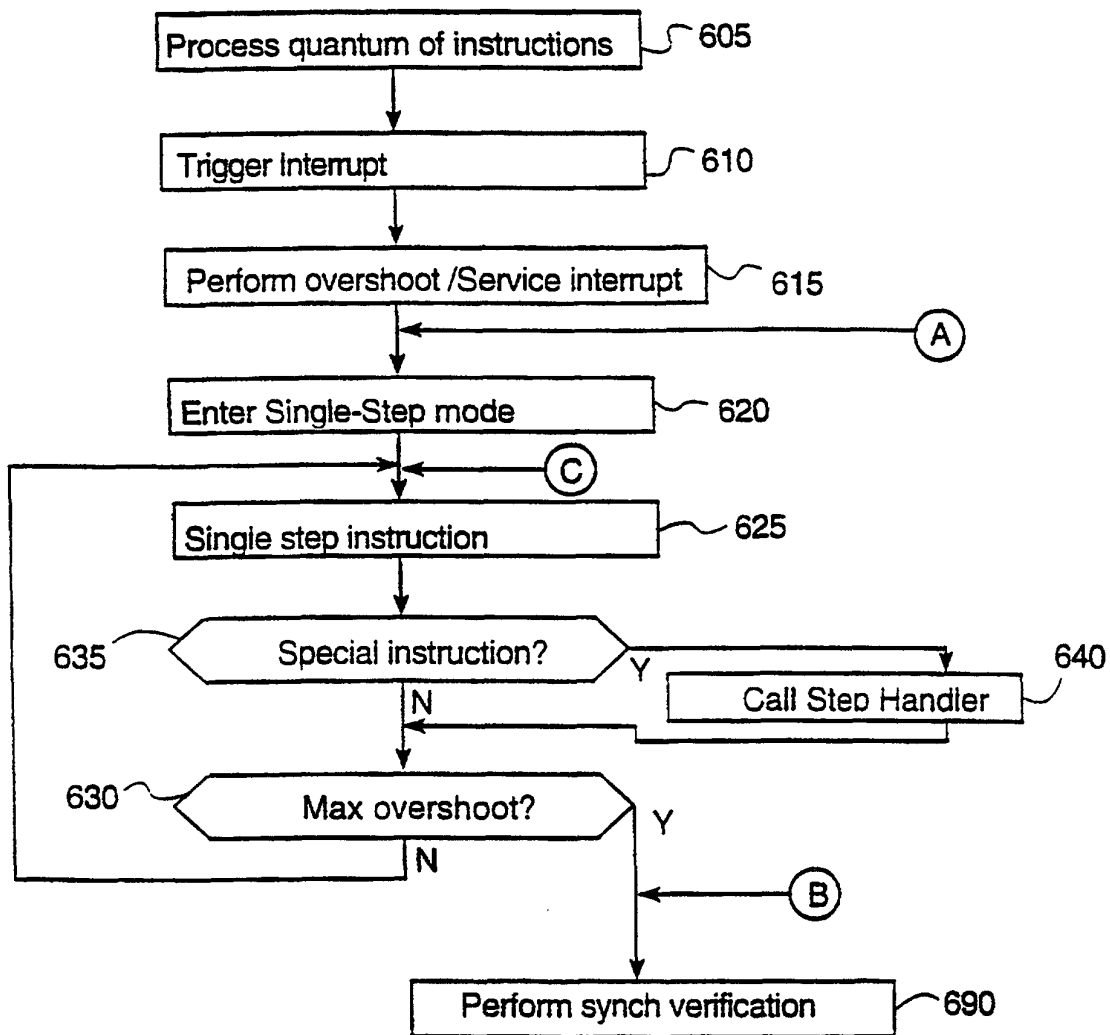 Process quantum of instructions
605
Trigger Interrupt
610
Perform overshoot /Service interrupt
615
A
Enter Single-Step mode
620
C
Single step instruction
625
635
Special instruction?
Y
640
N
Call Step Handler
630
Max overshoot?
Y
N
B
Perform synch verification
690